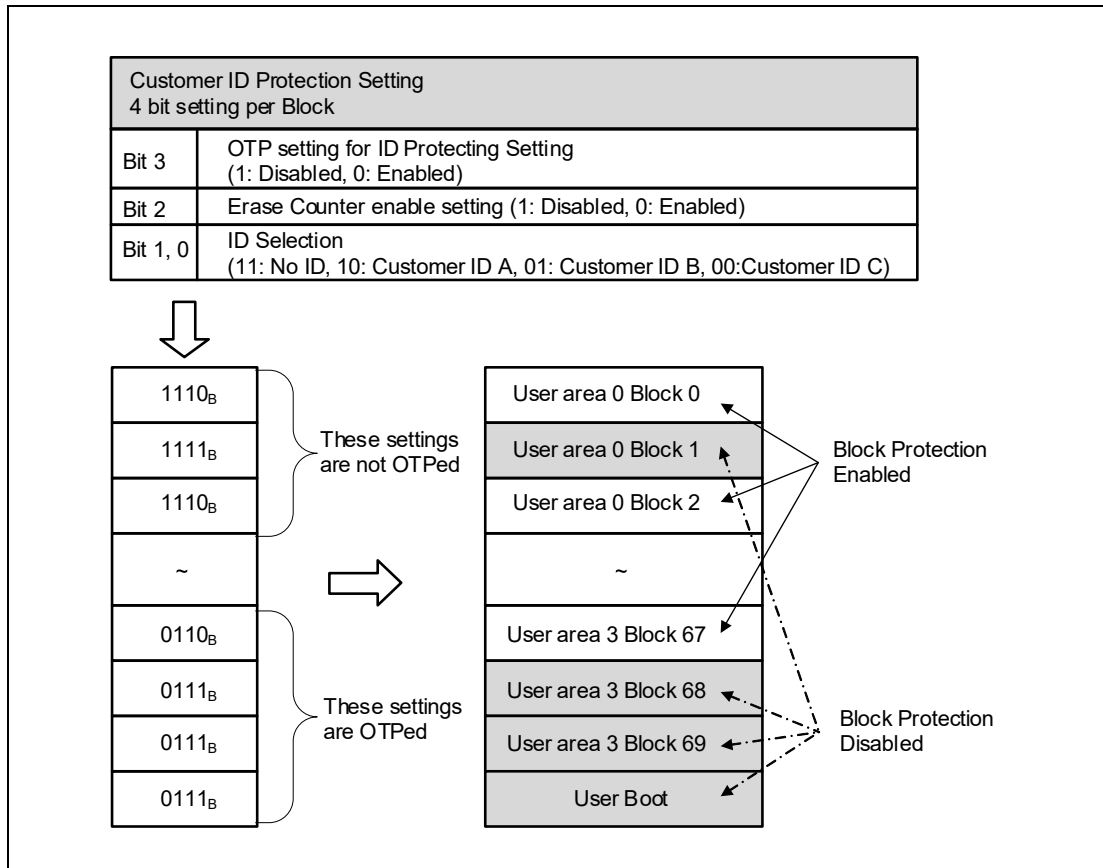 Customer ID Protection Setting
4 bit setting per Block
Bit 3
OTP setting for ID Protecting Setting
(1: Disabled, 0: Enabled)
Bit 2
Erase Counter enable setting (1: Disabled, 0: Enabled)
Bit 1, 0
ID Selection
(11: No ID, 10: Customer ID A, 01: Customer ID B, 00:Customer ID C)
1110B
1111B
1110B
~
0110B
0111B
0111B
0111B
These settings
are not OTPed
These settings
are OTPed
User area 0 Block 0
User area 0 Block 1
User area 0 Block 2
~
User area 3 Block 67
User area 3 Block 68
User area 3 Block 69
User Boot
Block Protection
Enabled
Block Protection
Disabled